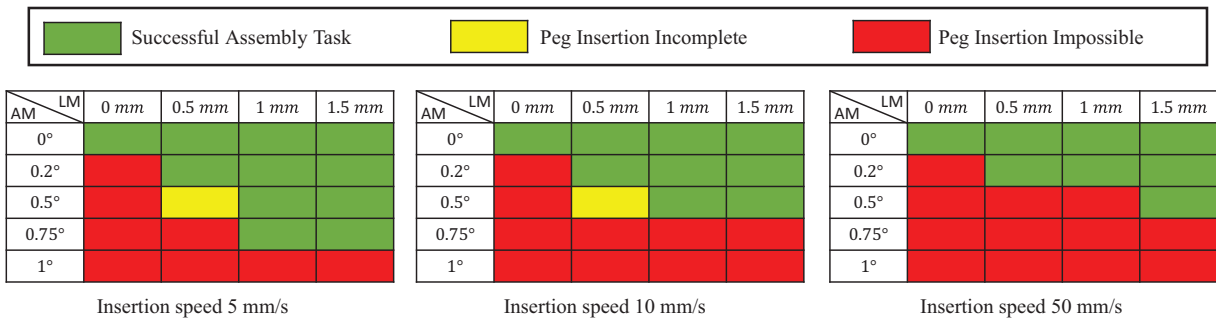 Successful Assembly Task Peg Insertion Incomplete Peg Insertion Impossible
AM LM 0 mm 0.5 mm 1 mm 1.5 mm
0°
0.2°
0.5°
0.75°
1°
Insertion speed 5 mm/s
AM LM 0 mm 0.5 mm 1 mm 1.5 mm
0°
0.2°
0.5°
0.75°
1°
Insertion speed 10 mm/s
AM LM 0 mm 0.5 mm 1 mm 1.5 mm
0°
0.2°
0.5°
0.75°
1°
Insertion speed 50 mm/s